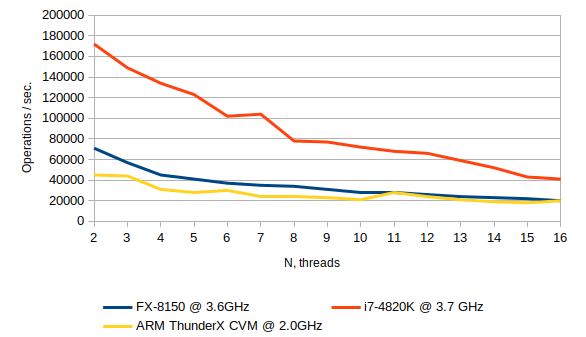 200000
180000
160000
140000
120000
100000
80000
60000
40000
20000
0
Operations / sec.
2 3 4 5 6 7 8 9 10 11 12 13 14 15 16
N, threads
FX-8150 @ 3.6GHz i7-4820K @ 3.7 GHz
ARM ThunderX CVM @ 2.0GHz